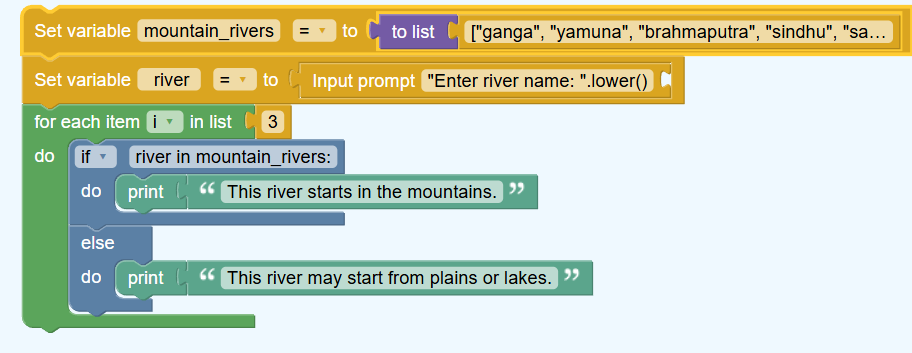 Set variable mountain_rivers = to to list ["ganga", "yamuna", "brahmaputra", "sindhu", "sa...
Set variable river = to Input prompt "Enter river name: ".lower()
for each item i in list 3
do if river in mountain_rivers:
do print “ This river starts in the mountains. ”
else
do print “ This river may start from plains or lakes. ”